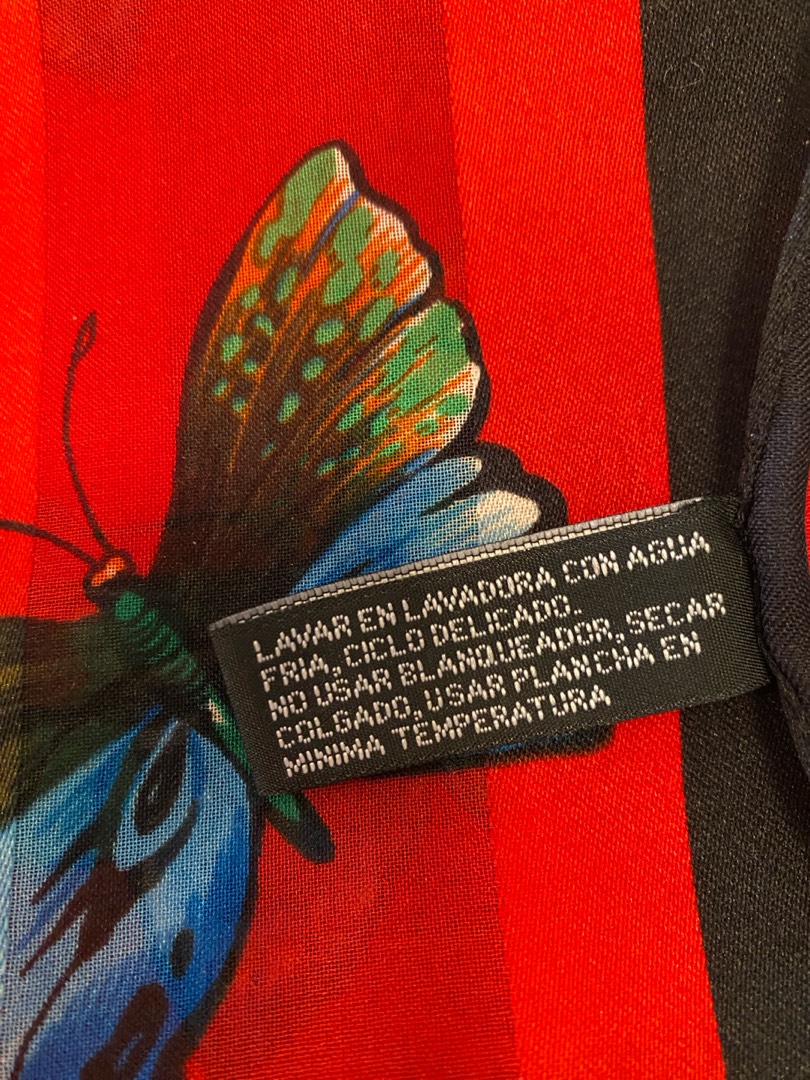 LAVAR EN LAVADORA CON AGUA
FRIA, CICLO DELICADO.
NO USAR BLANQUEADOR, SECAR
COLGADO, USAR PLANCHA EN
MINIMA TEMPERATURA